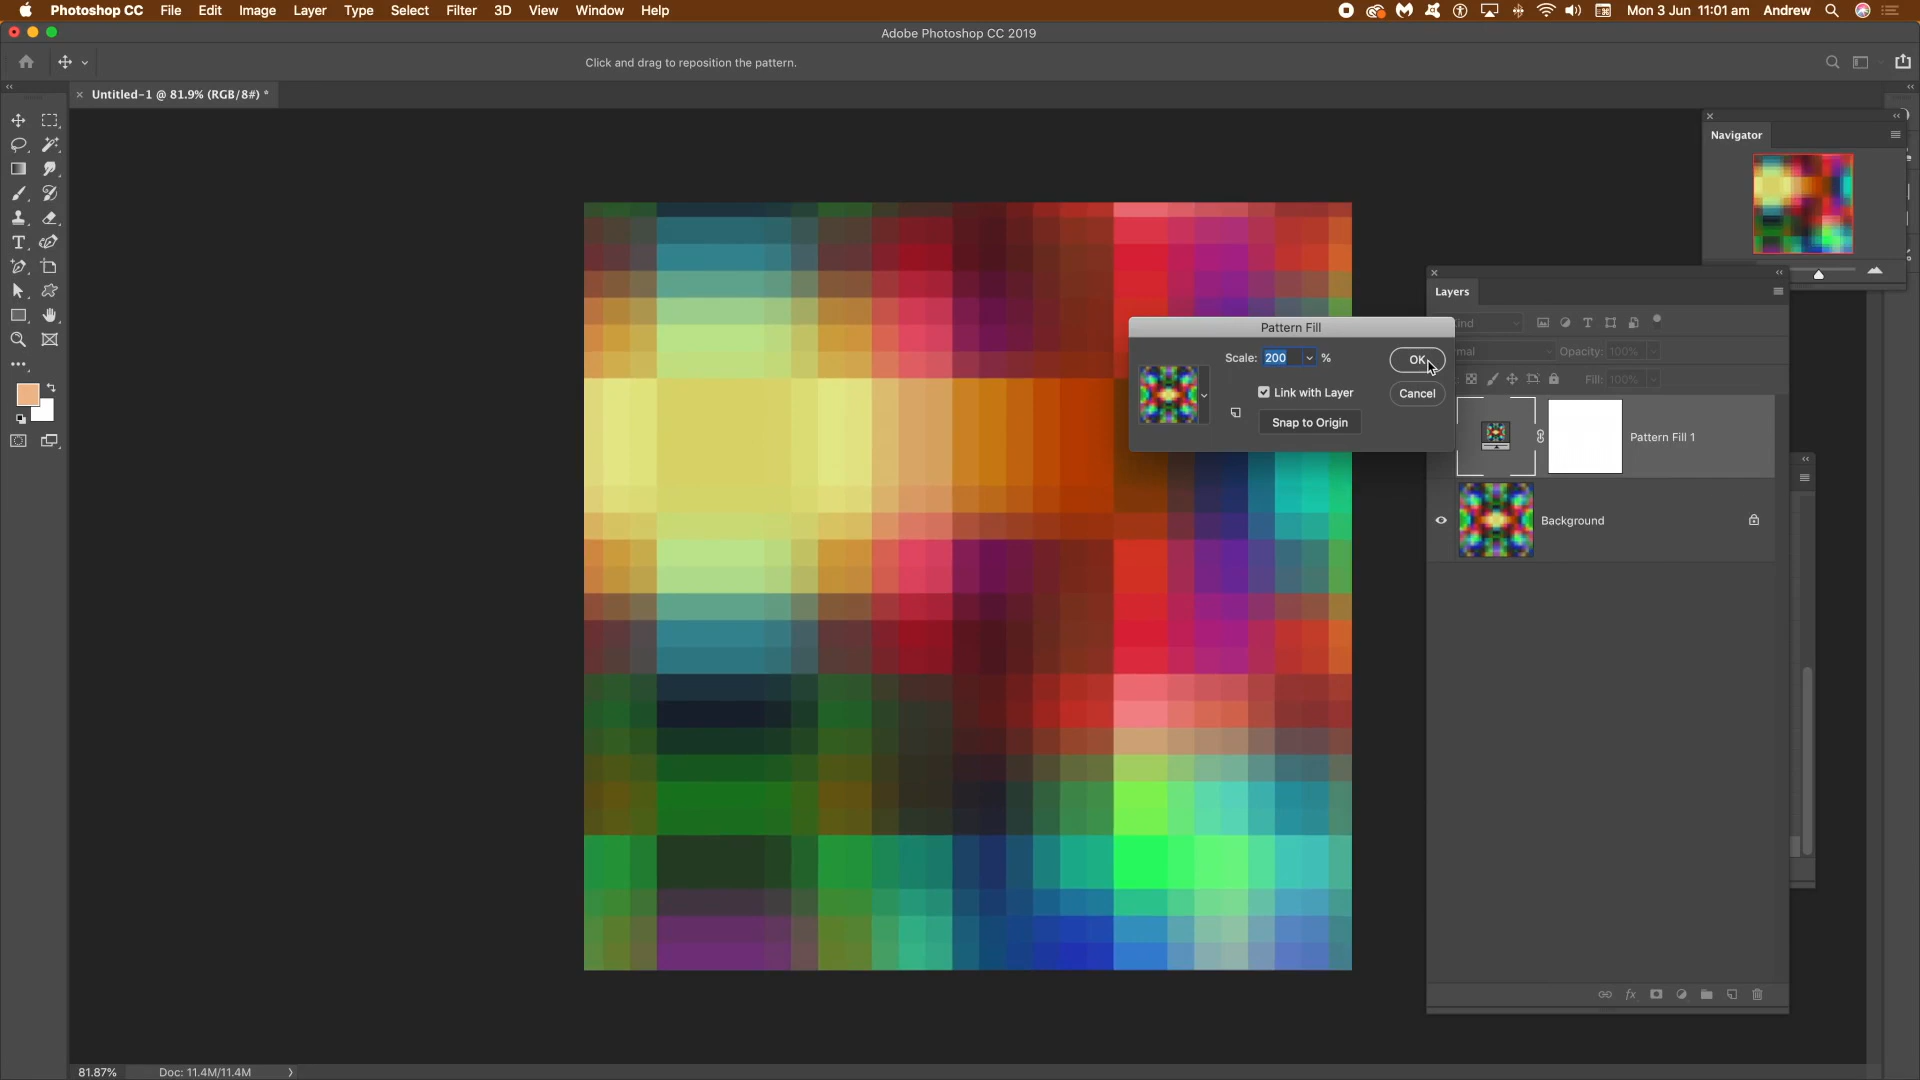 Photoshop CC File Edit Image Layer Type Select Filter 3D View Window Help Mon 3 Jun 11:01 am Andrew
Adobe Photoshop CC 2019
Click and drag to reposition the pattern.
Untitled-1 @ 81.9% (RGB/8#) *
Navigator
Layers
Pattern Fill
Scale: 200 %
OK
Link with Layer
Cancel
Snap to Origin
ind
mal Opacity: 100%
Fill: 100%
Pattern Fill 1
Background
fx
81.87% Doc: 11.4M/11.4M